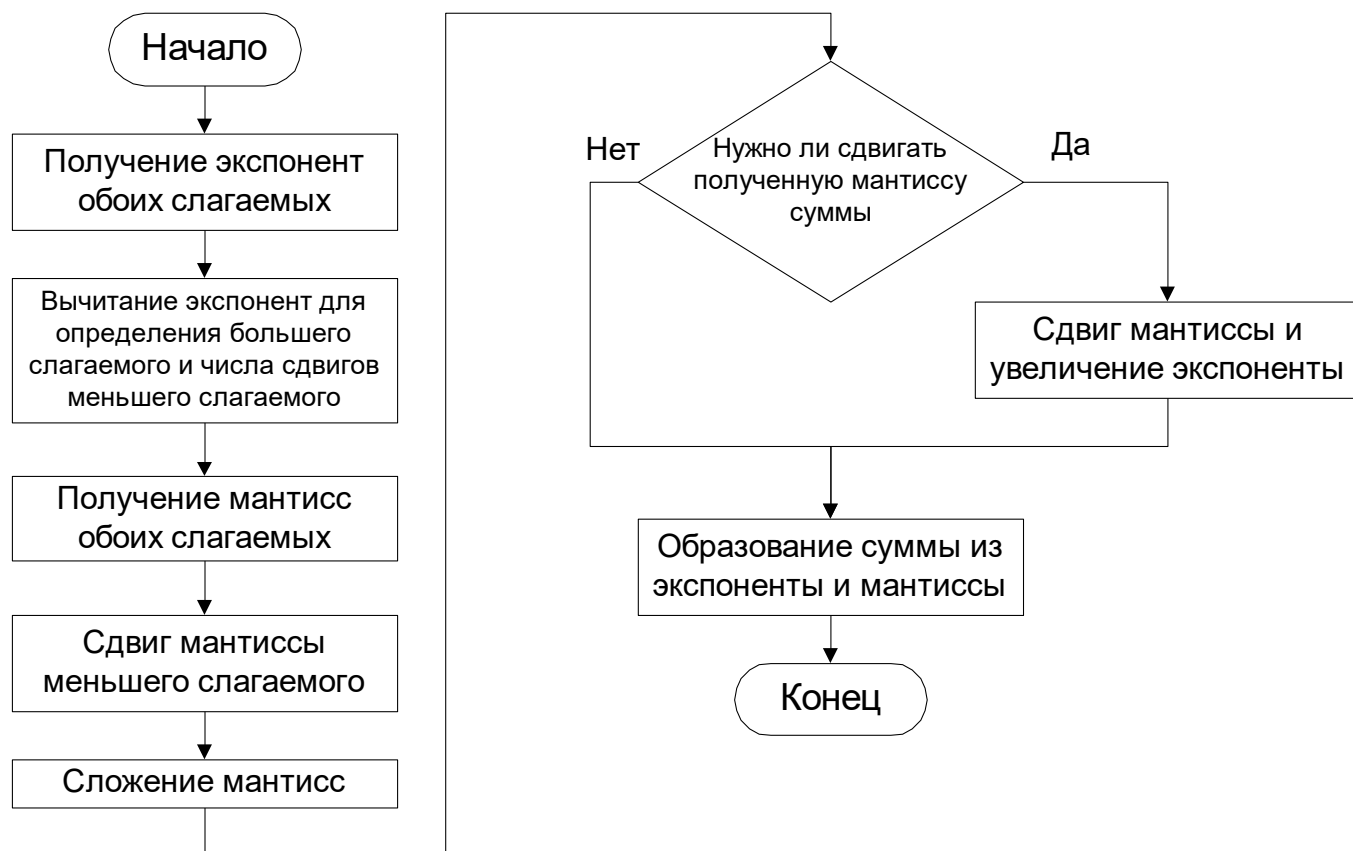 Начало
Получение экспонент
обоих слагаемых
Вычитание экспонент для
определения большего
слагаемого и числа сдвигов
меньшего слагаемого
Получение мантисс
обоих слагаемых
Сдвиг мантиссы
меньшего слагаемого
Сложение мантисс
Нужно ли сдвигать
полученную мантиссу
суммы
Нет
Да
Сдвиг мантиссы и
увеличение экспоненты
Образование суммы из
экспоненты и мантиссы
Конец